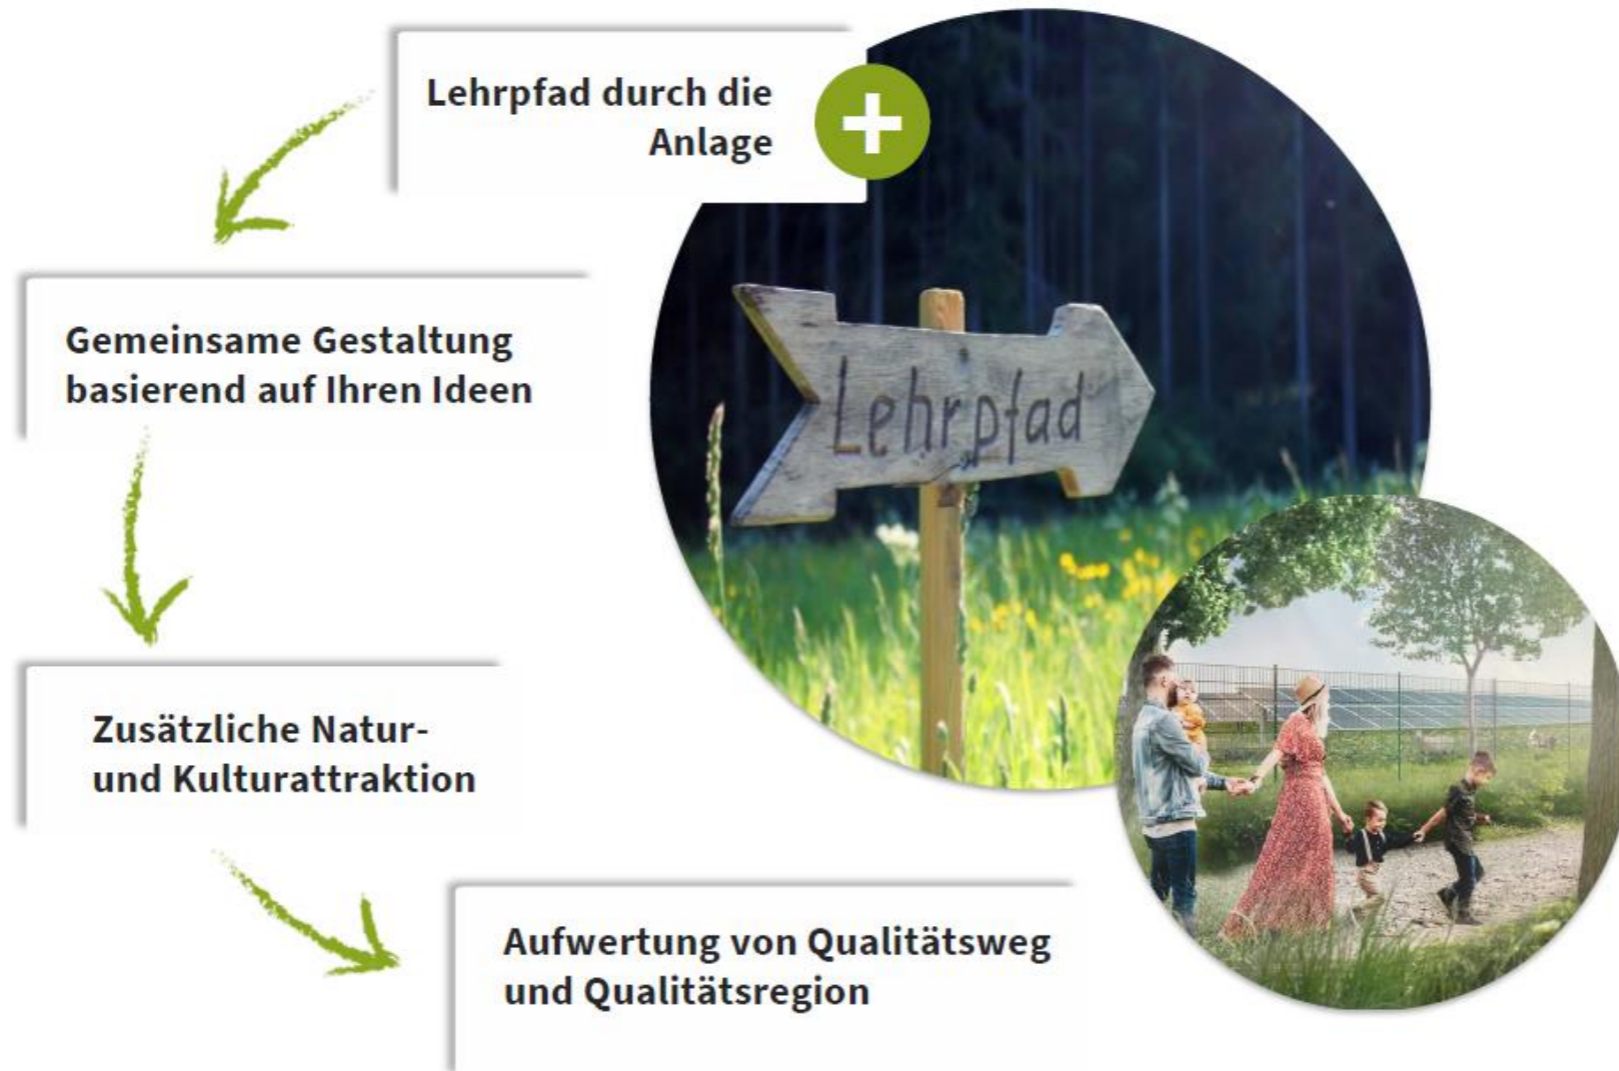 Lehrpfad durch die
Anlage
Gemeinsame Gestaltung
basierend auf Ihren Ideen
Lehrpfad
Zusätzliche Natur-
und Kulturattraktion
Aufwertung von Qualitätsweg
und Qualitätsregion